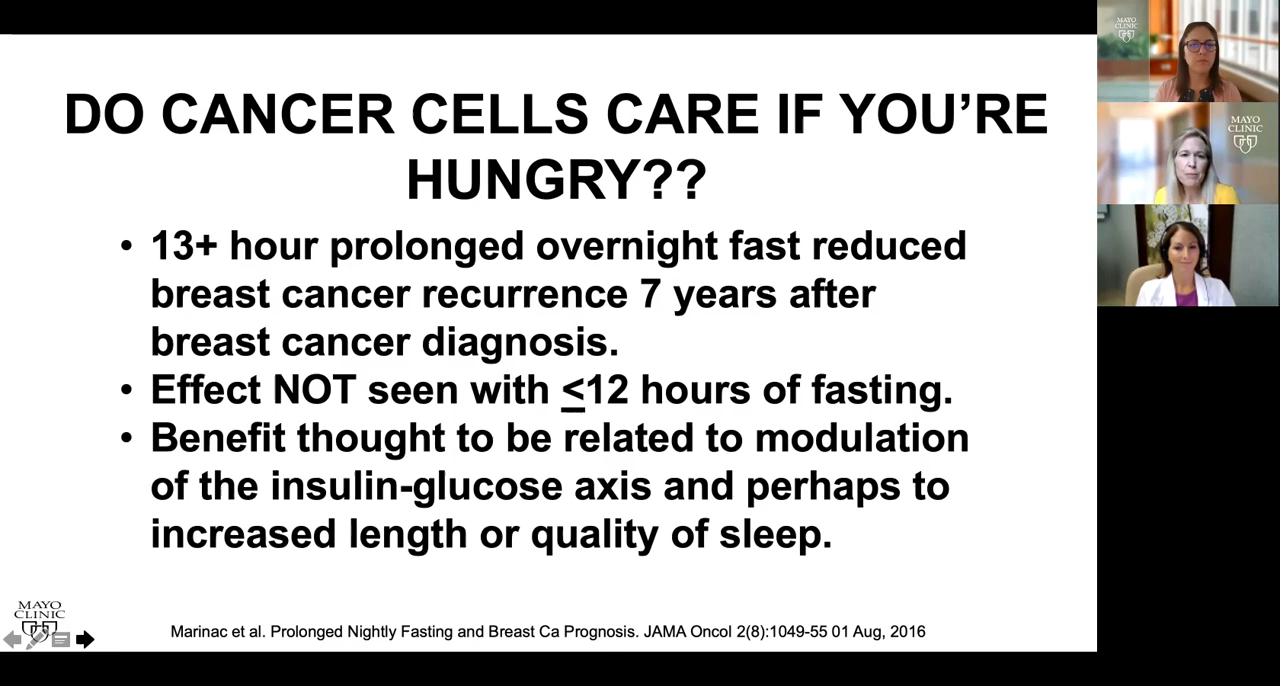 DO CANCER CELLS CARE IF YOU’RE
HUNGRY??
• 13+ hour prolonged overnight fast reduced
breast cancer recurrence 7 years after
breast cancer diagnosis.
• Effect NOT seen with <12 hours of fasting.
• Benefit thought to be related to modulation
of the insulin-glucose axis and perhaps to
increased length or quality of sleep.
MAYO
CLINIC
Marinac et al. Prolonged Nightly Fasting and Breast Ca Prognosis. JAMA Oncol 2(8):1049-55 01 Aug, 2016
MAYO
CLINIC
MAYO
CLINIC